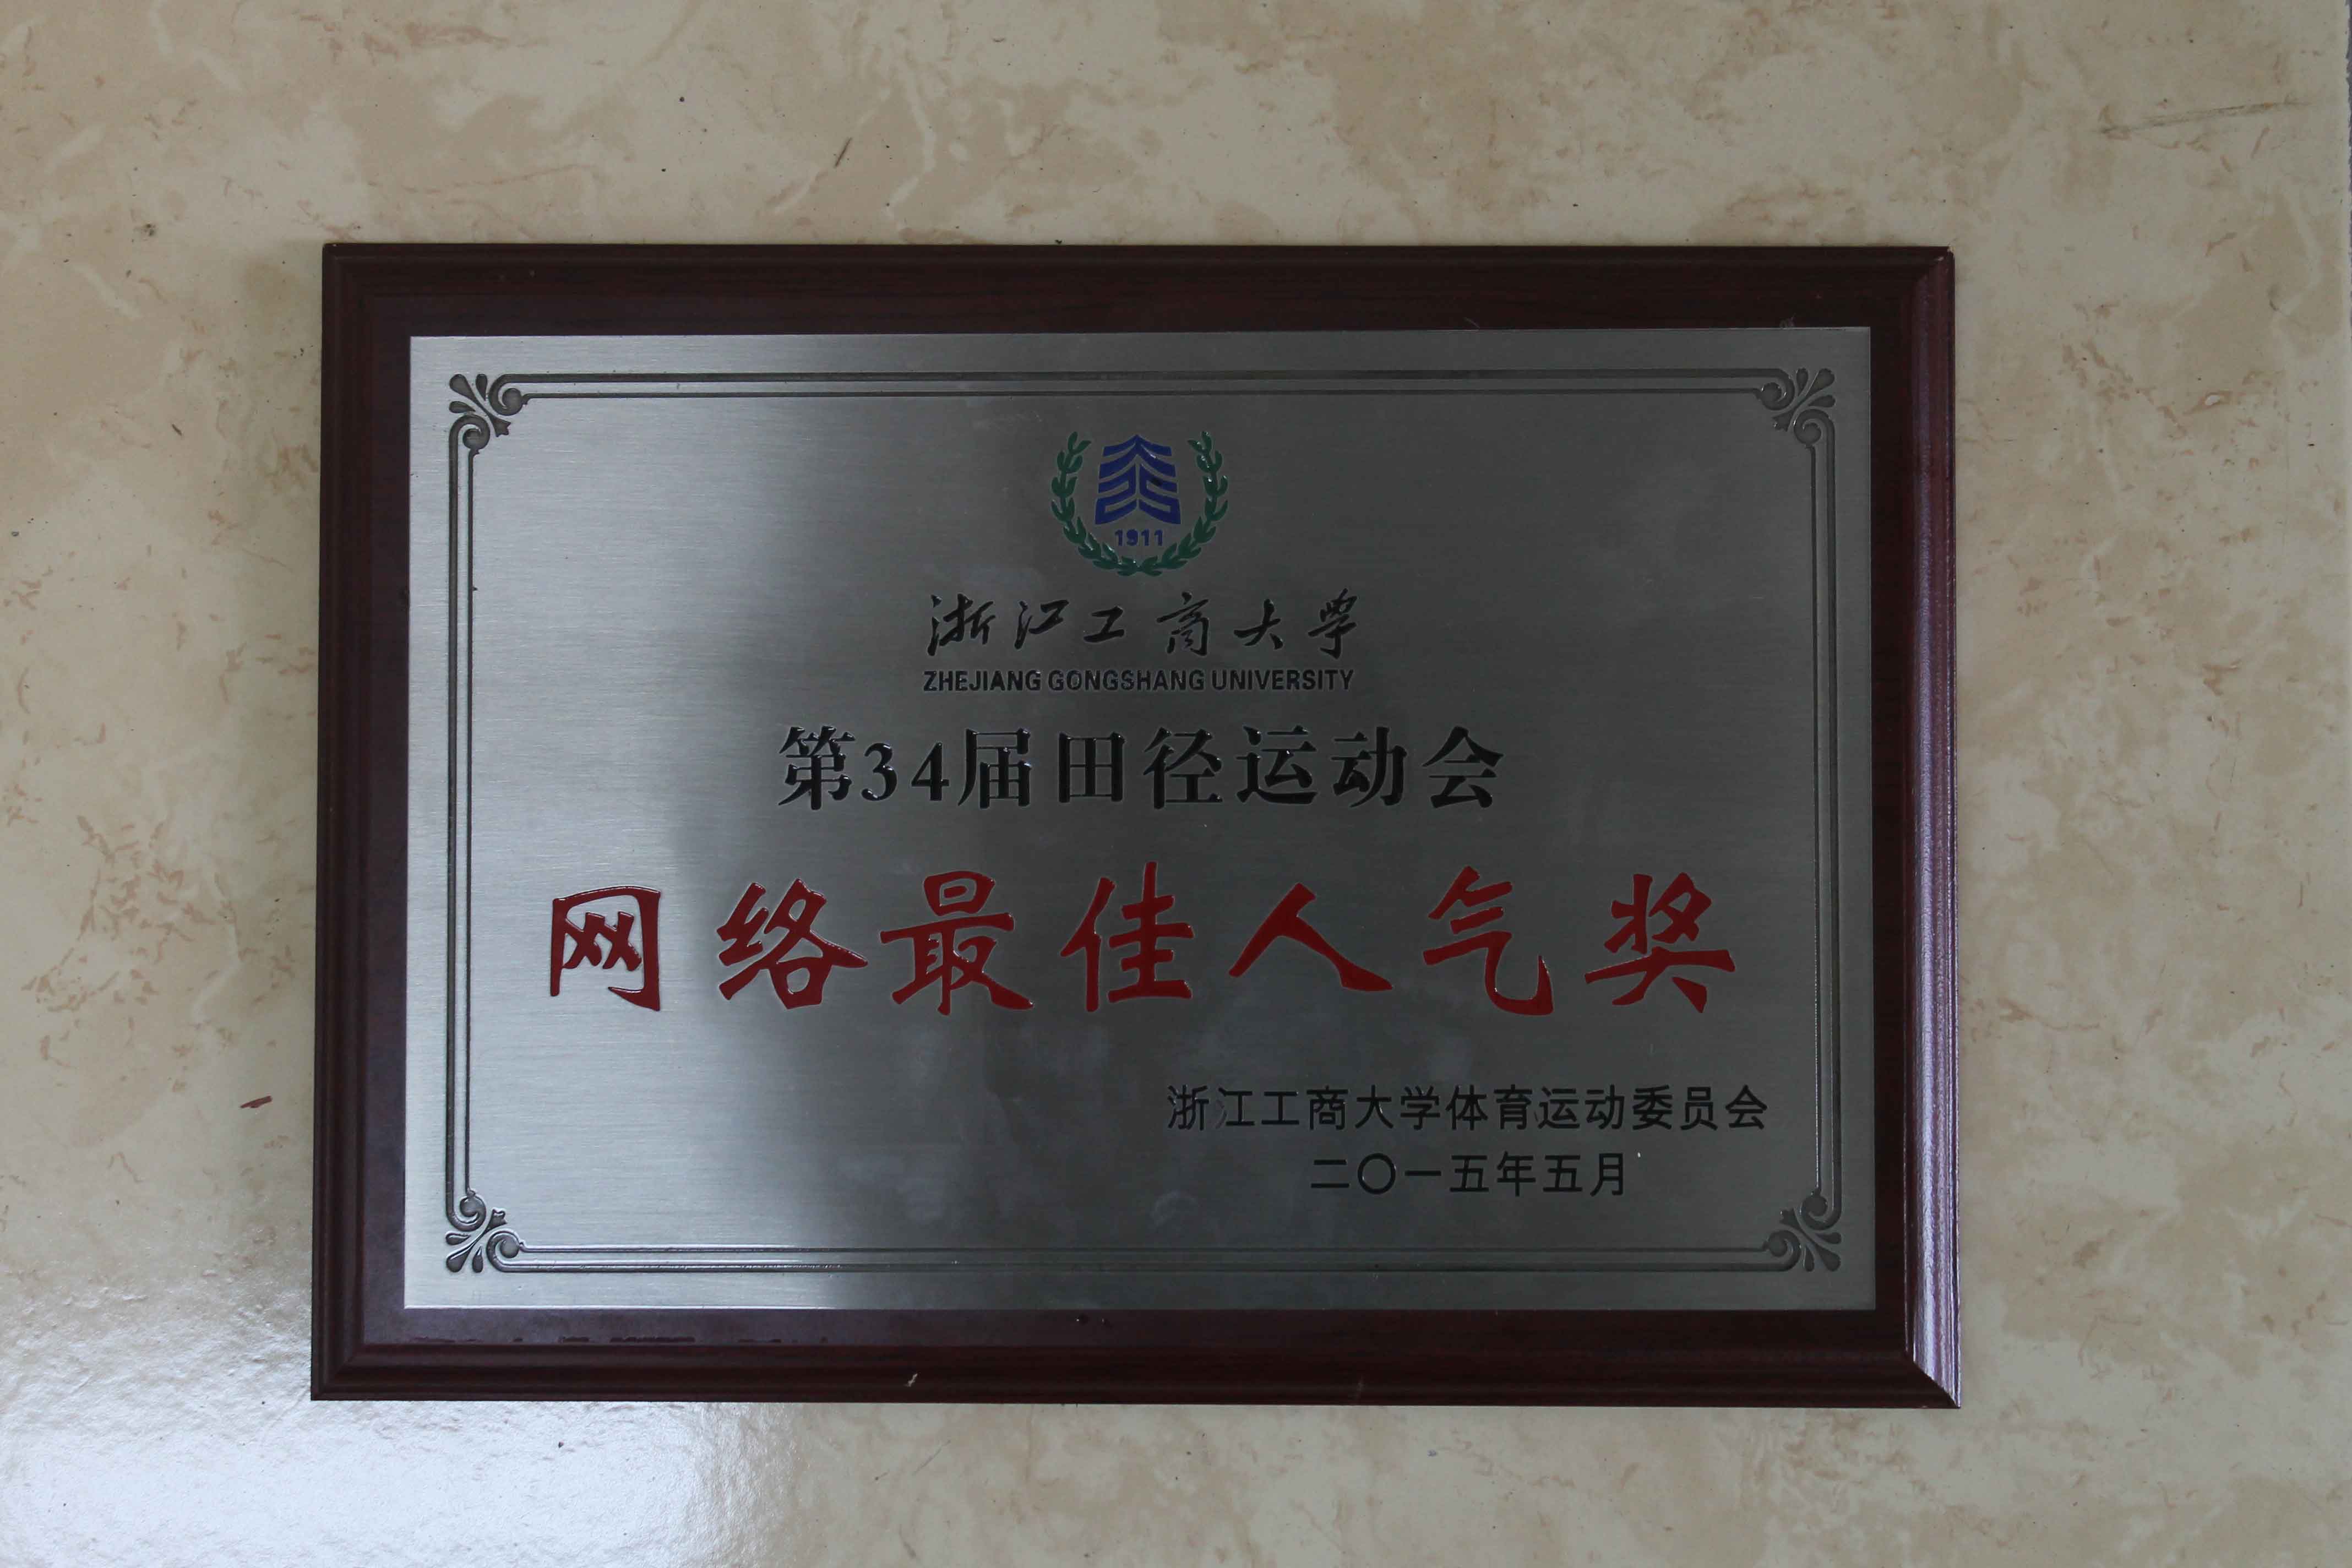 1911
浙江工商大学
ZHEJIANG GONGSHANG UNIVERSITY
第34届田径运动会
网络最佳人气奖
浙江工商大学体育运动委员会
二〇一五年五月